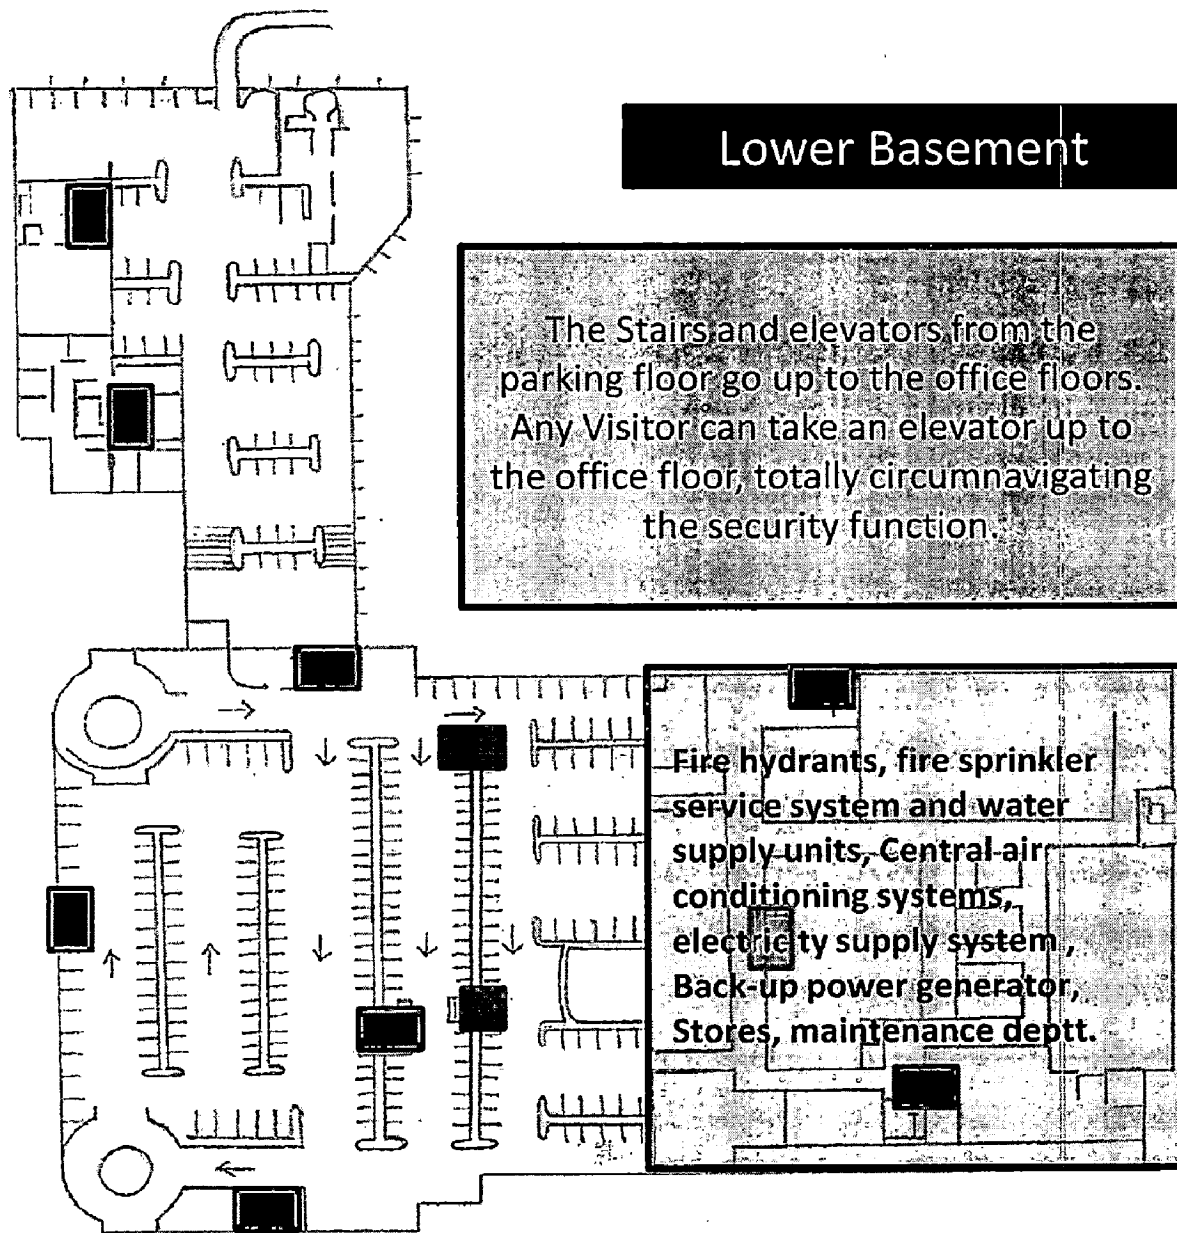 Lower Basement
The Stairs and elevators from the
parking floor go up to the office floors.
Any Visitor can take an elevator up to
the office floor, totally circumnavigating
the security function.
Fire hydrants, fire sprinkler
service system and water
supply units, Central air
conditioning systems,
electricity supply system ,
Back-up power generator,
Stores, maintenance deptt.